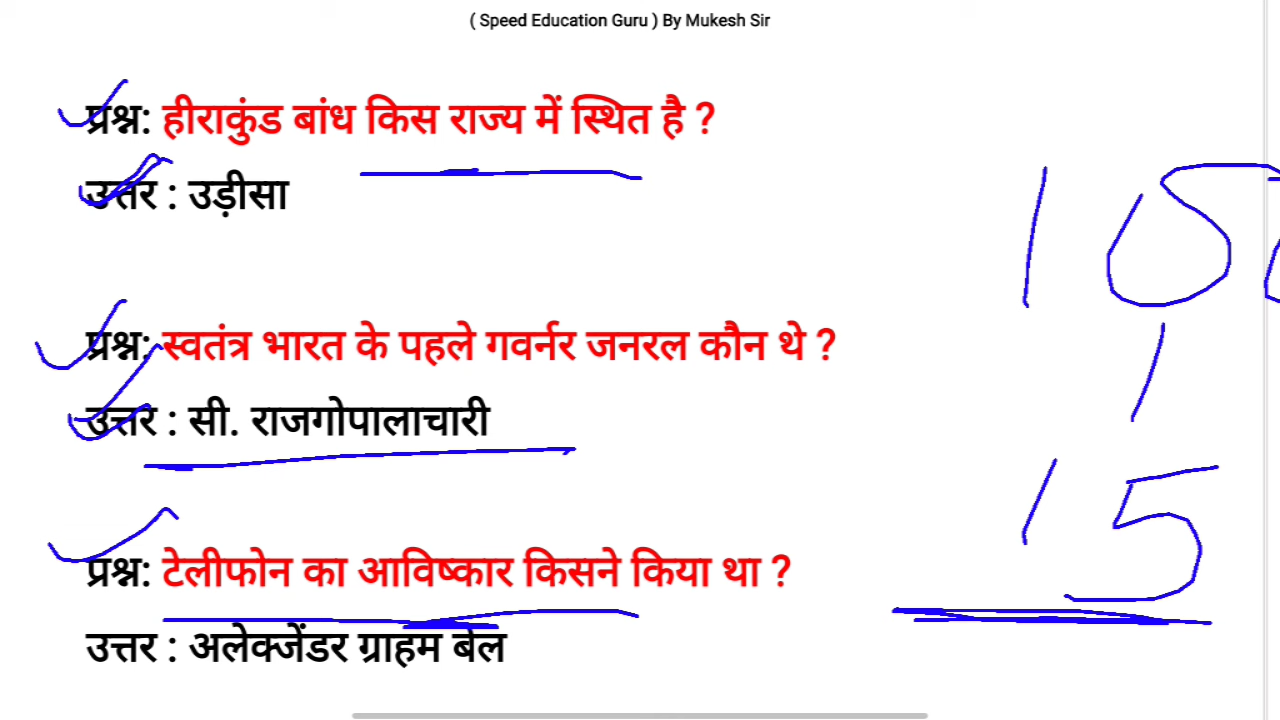 ( Speed Education Guru ) By Mukesh Sir
प्रश्न: हीराकुंड बांध किस राज्य में स्थित है ?
उत्तर : उड़ीसा
प्रश्न: स्वतंत्र भारत के पहले गवर्नर जनरल कौन थे ?
उत्तर : सी. राजगोपालाचारी
15
प्रश्न: टेलीफोन का आविष्कार किसने किया था ?
उत्तर : अलेक्जेंडर ग्राहम बेल